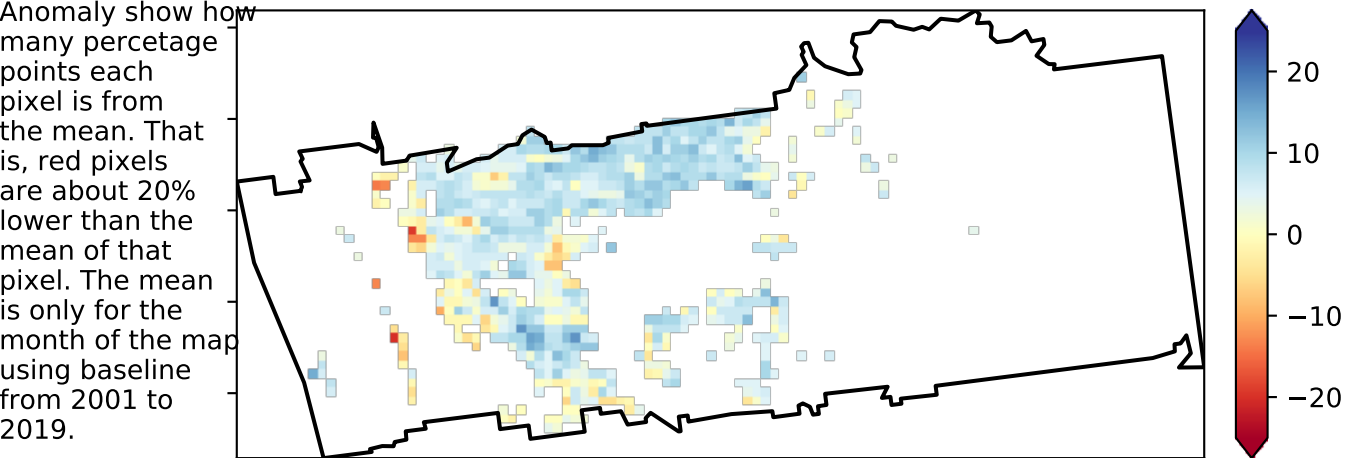 Anomaly show how
many percetage
points each
pixel is from
the mean. That
is, red pixels
are about 20%
lower than the
mean of that
pixel. The mean
is only for the
month of the map
using baseline
from 2001 to
2019.
20
10
0
−10
−20